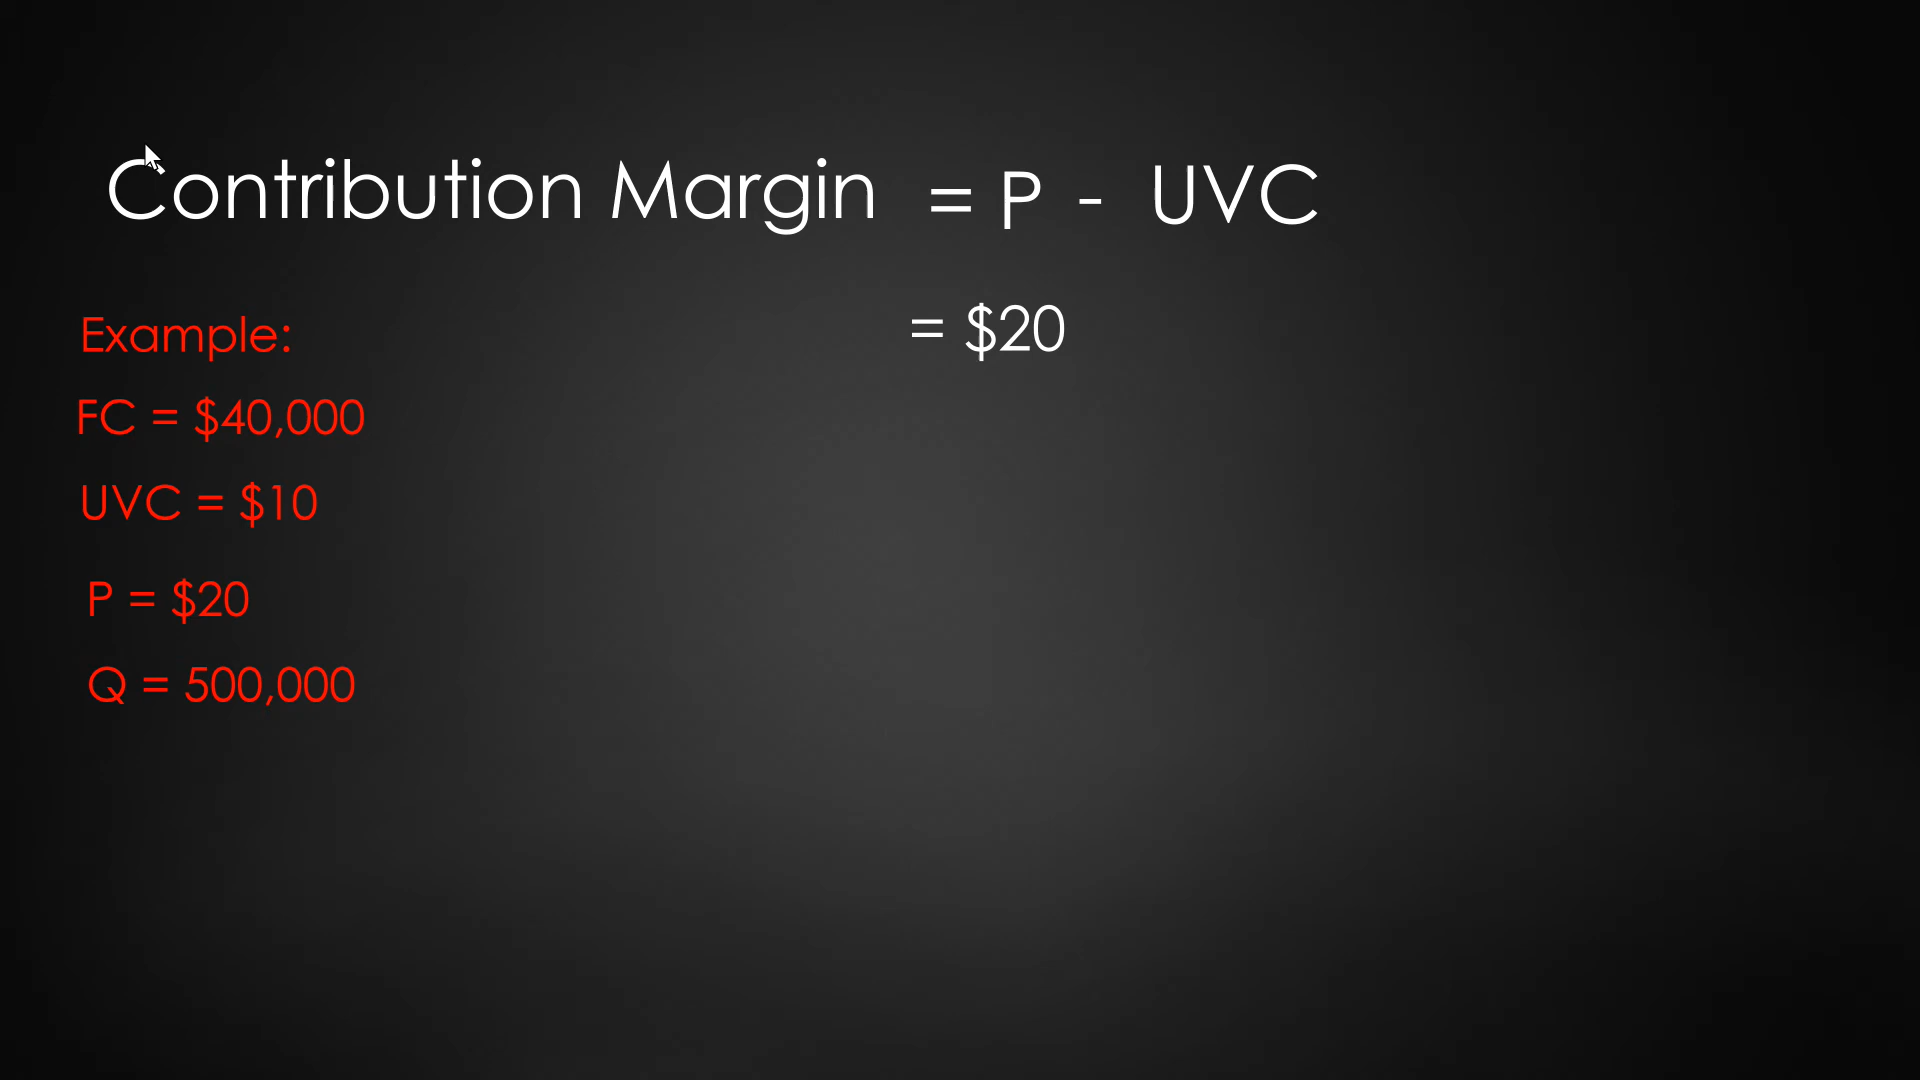 Contribution Margin = P - UVC
= $20
Example:
FC = $40,000
UVC = $10
P = $20
Q = 500,000